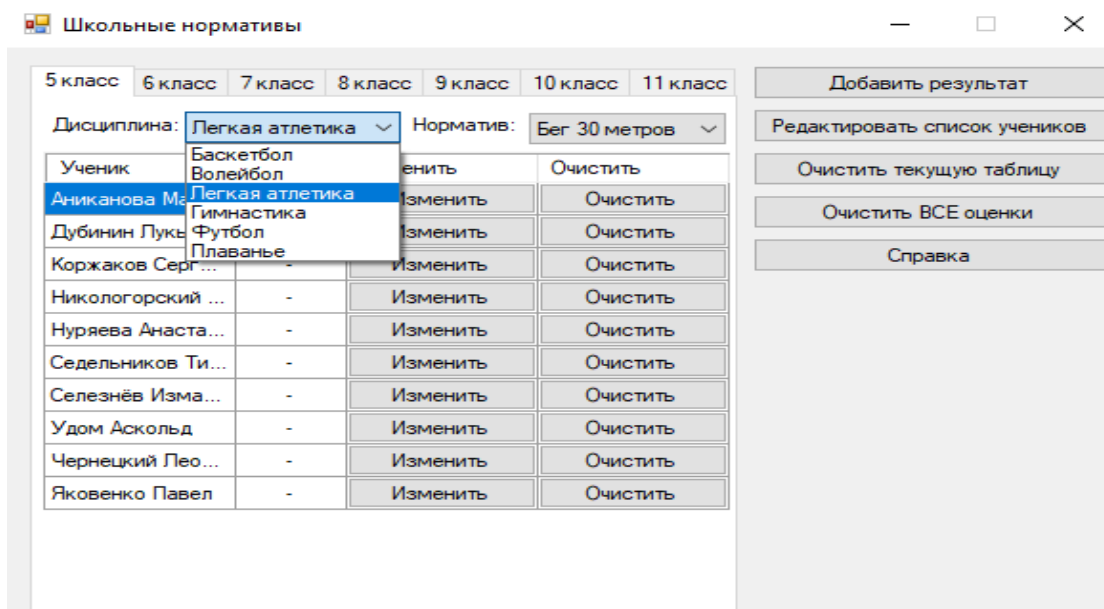 Школьные нормативы
5 класс 6 класс 7 класс 8 класс 9 класс 10 класс 11 класс
Добавить результат
Дисциплина: Легкая атлетика Норматив: Бег 30 метров
Редактировать список учеников
Баскетбол
Волейбол
Легкая атлетика
Гимнастика
Футбол
Плаванье
Ученик Очистить
Очистить текущую таблицу
Аниканова Очистить
Очистить ВСЕ оценки
Дубинин Очистить
Справка
Коржаков Серг... - Изменить Очистить
Никологорский ... - Изменить Очистить
Нуряева Анаста... - Изменить Очистить
Седельников Ти... - Изменить Очистить
Селезнёв Изма... - Изменить Очистить
Удом Аскольд - Изменить Очистить
Чернецкий Лео... - Изменить Очистить
Яковенко Павел - Изменить Очистить